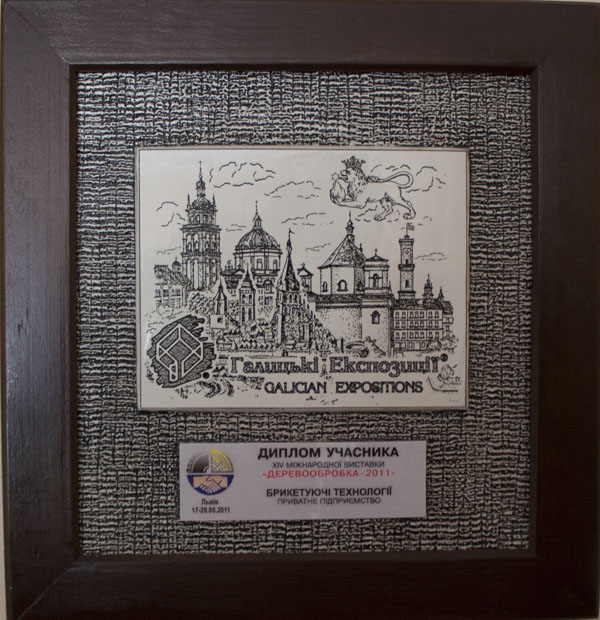 Галицькі Експозиції®
GALICIAN EXPOSITIONS
ДИПЛОМ УЧАСНИКА
XIV МІЖНАРОДНОЇ ВИСТАВКИ
«ДЕРЕВООБРОБКА-2011»
БРИКЕТУЮЧІ ТЕХНОЛОГІЇ
ПРИВАТНЕ ПІДПРИЄМСТВО
Львів
17-20.05.2011